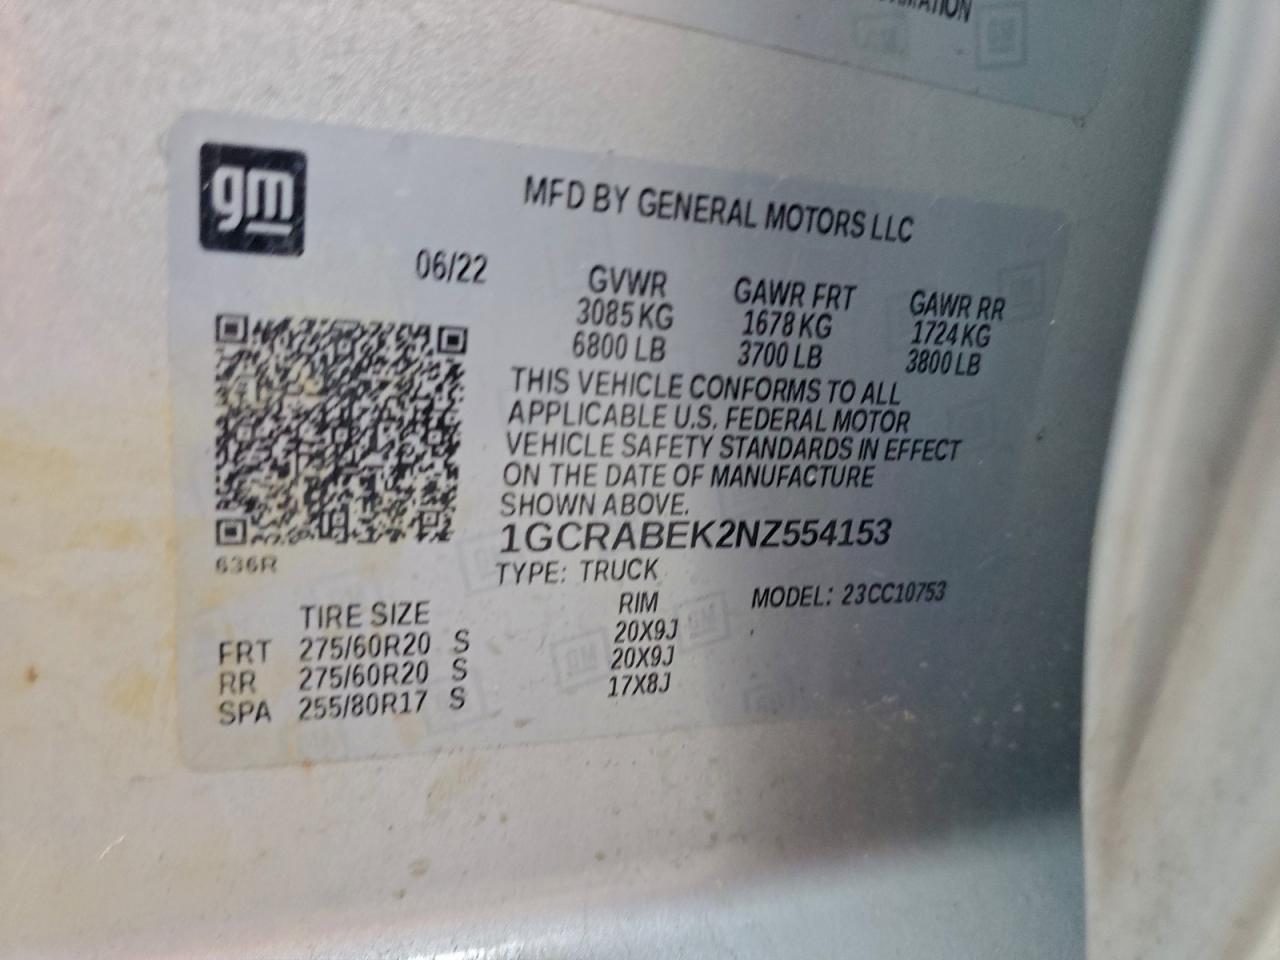 gm
MFD BY GENERAL MOTORS LLC
06/22
GVWR GAWR FRT GAWR RR
3085 KG 1678 KG 1724 KG
6800 LB 3700 LB 3800 LB
THIS VEHICLE CONFORMS TO ALL
APPLICABLE U.S. FEDERAL MOTOR
VEHICLE SAFETY STANDARDS IN EFFECT
ON THE DATE OF MANUFACTURE
SHOWN ABOVE.
1GCRABEK2NZ554153
636R
TYPE: TRUCK
MODEL: 23CC10753
TIRE SIZE RIM
FRT 275/60R20 S 20X9J
RR 275/60R20 S 20X9J
SPA 255/80R17 S 17X8J